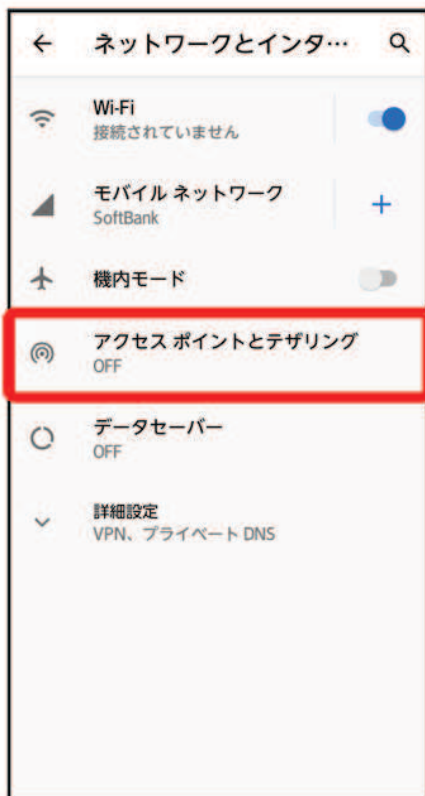 ネットワークとインタ…
Wi-Fi
接続されていません
モバイル ネットワーク
SoftBank
機内モード
アクセス ポイントとテザリング
OFF
データセーバー
OFF
詳細設定
VPN、プライベート DNS